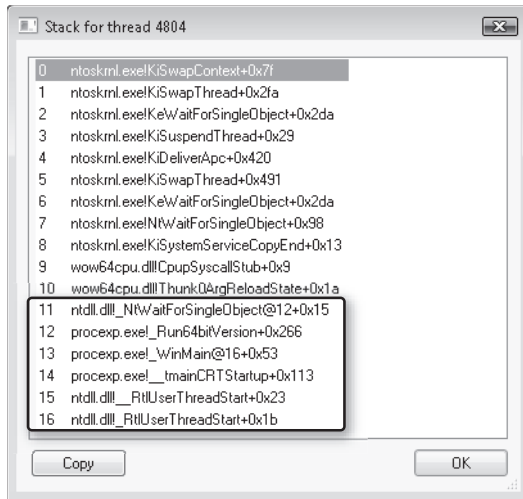 Stack for thread 4804
0 ntoskrnl.exe!KiSwapContext+0x7f
1 ntoskrnl.exe!KiSwapThread+0x2fa
2 ntoskrnl.exe!KeWaitForSingleObject+0x2da
3 ntoskrnl.exe!KiSuspendThread+0x29
4 ntoskrnl.exe!KiDeliverApc+0x420
5 ntoskrnl.exe!KiSwapThread+0x491
6 ntoskrnl.exe!KeWaitForSingleObject+0x2da
7 ntoskrnl.exe!NtWaitForSingleObject+0x98
8 ntoskrnl.exe!KiSystemServiceCopyEnd+0x13
9 wow64cpu.dll!CpupSyscallStub+0x9
10 wow64cpu.dll!Thunk0ArgReloadState+0x1a
11 ntdll.dll!_NtWaitForSingleObject@12+0x15
12 procexp.exe!_Run64bitVersion+0x266
13 procexp.exe!_WinMain@16+0x53
14 procexp.exe!__tmainCRTStartup+0x113
15 ntdll.dll!__RtlUserThreadStart+0x23
16 ntdll.dll!_RtlUserThreadStart+0x1b
Copy OK